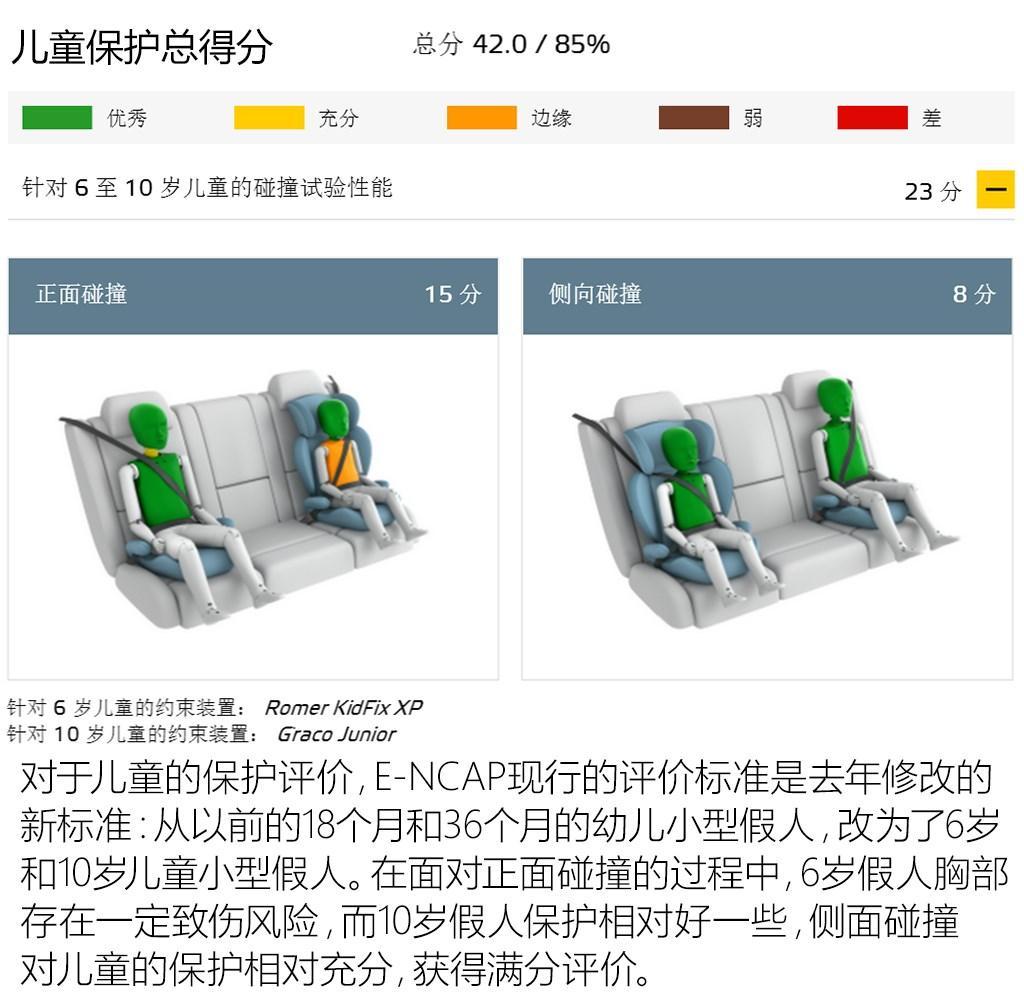 儿童保护总得分
总分 42.0 / 85%
优秀 充分 边缘 弱 差
针对 6 至 10 岁儿童的碰撞试验性能
23 分
正面碰撞 15 分
侧向碰撞 8 分
针对 6 岁儿童的约束装置： Romer KidFix XP
针对 10 岁儿童的约束装置： Graco Junior
对于儿童的保护评价,E-NCAP现行的评价标准是去年修改的
新标准:从以前的18个月和36个月的幼儿小型假人,改为了6岁
和10岁儿童小型假人。在面对正面碰撞的过程中,6岁假人胸部
存在一定致伤风险,而10岁假人保护相对好一些,侧面碰撞
对儿童的保护相对充分,获得满分评价。